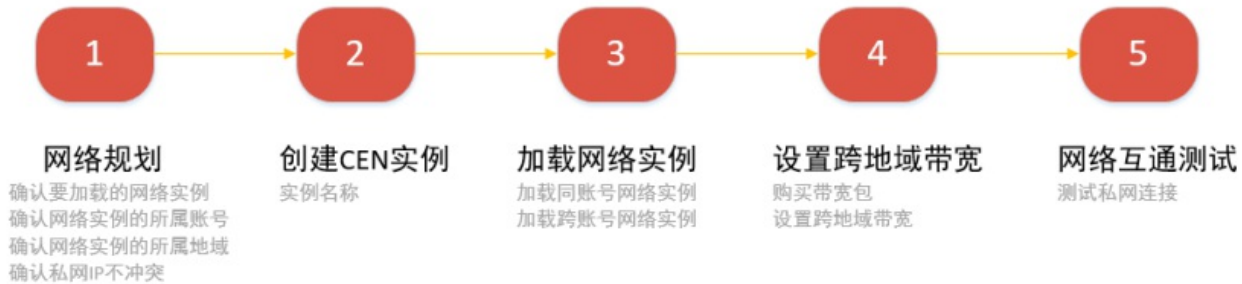 1
2
3
4
5
网络规划
确认要加载的网络实例
确认网络实例的所属账号
确认网络实例的所属地域
确认私网IP不冲突
创建CEN实例
实例名称
加载网络实例
加载同账号网络实例
加载跨账号网络实例
设置跨地域带宽
购买带宽包
设置跨地域带宽
网络互通测试
测试私网连接